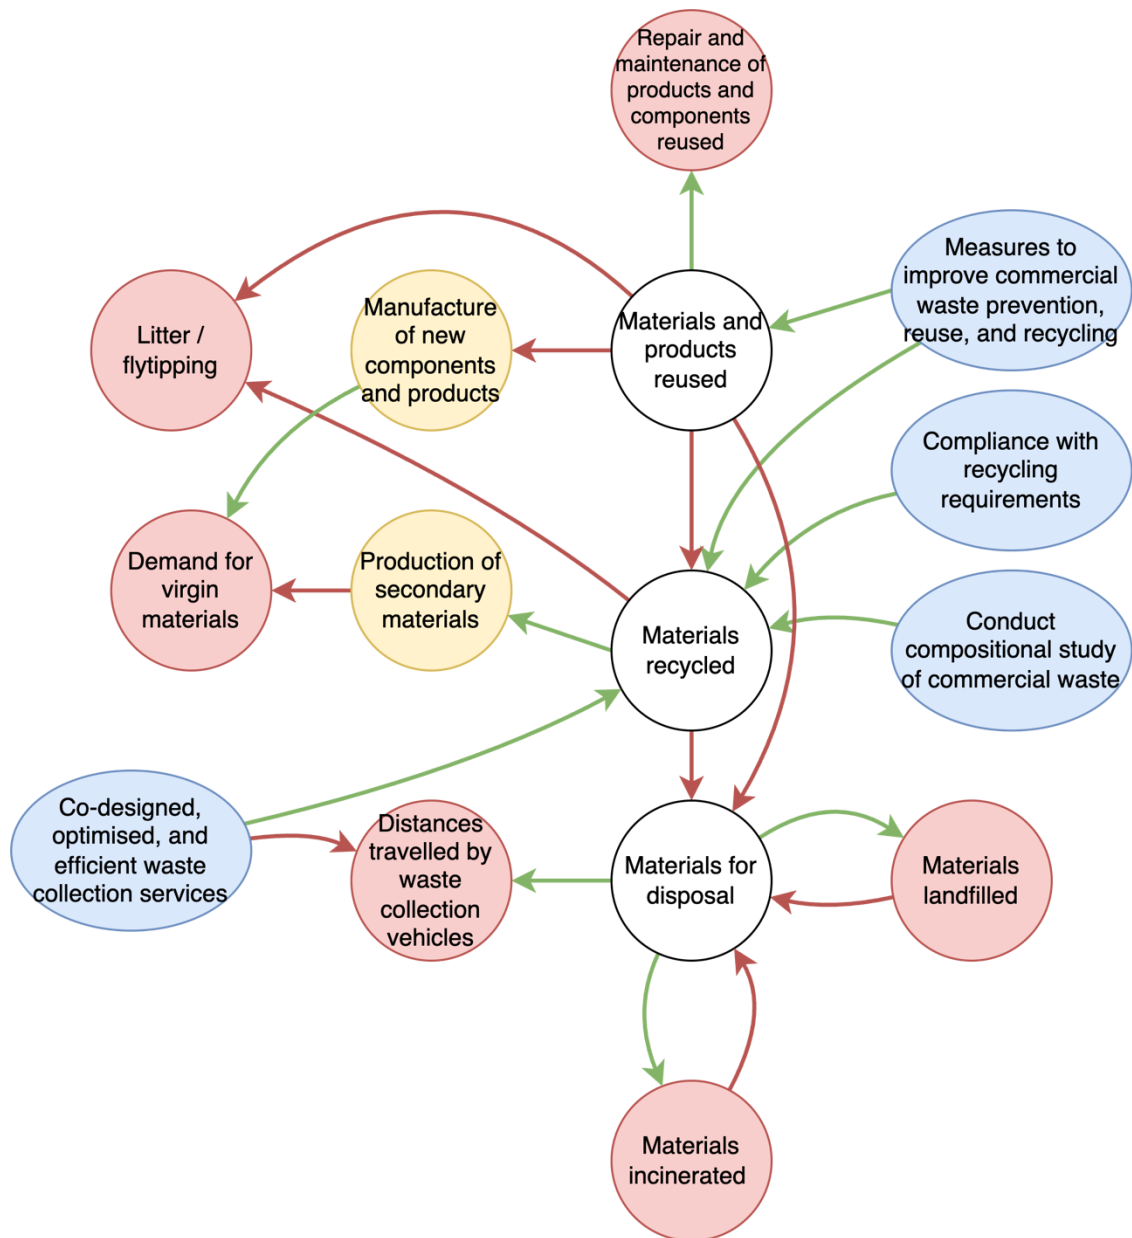 Repair and
maintenance of
products and
components
reused
Measures to
improve commercial
waste prevention,
reuse, and recycling
Litter /
flytipping
Manufacture
of new
components
and products
Materials and
products
reused
Compliance with
recycling
requirements
Demand for
virgin
materials
Production of
secondary
materials
Materials
recycled
Conduct
compositional study
of commercial waste
Co-designed,
optimised, and
efficient waste
collection services
Distances
travelled by
waste
collection
vehicles
Materials for
disposal
Materials
landfilled
Materials
incinerated